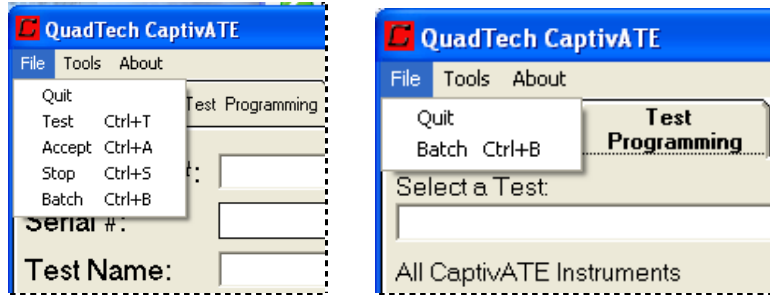 QuadTech CaptivATE
File Tools About
Quit
Test Ctrl+T
Accept Ctrl+A
Stop Ctrl+S
Batch Ctrl+B
Test Programming
#:
Serial #:
Test Name:
QuadTech CaptivATE
File Tools About
Quit
Batch Ctrl+B
Test
Programming
Select a Test:
All CaptivATE Instruments